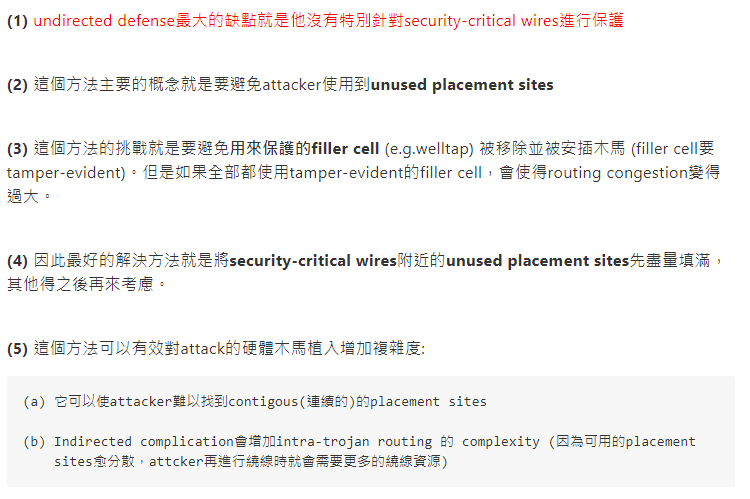 (1) undirected defense最大的缺點就是他沒有特別針對security-critical wires進行保護
(2) 這個方法主要的概念就是要避免attacker使用到unused placement sites
(3) 這個方法的挑戰就是要避免用來保護的filler cell (e.g.welltap) 被移除並被安插木馬 (filler cell要
tamper-evident)。但是如果全部都使用tamper-evident的filler cell，會使得routing congestion變得
過大。
(4) 因此最好的解決方法就是將security-critical wires附近的unused placement sites先盡量填滿，
其他得之後再來考慮。
(5) 這個方法可以有效對attack的硬體木馬植入增加複雜度:
(a) 它可以使attacker難以找到contigous(連續的)的placement sites
(b) Indirected complication會增加intra-trojan routing 的 complexity (因為可用的placement
sites愈分散，attcker再進行繞線時就會需要更多的繞線資源)